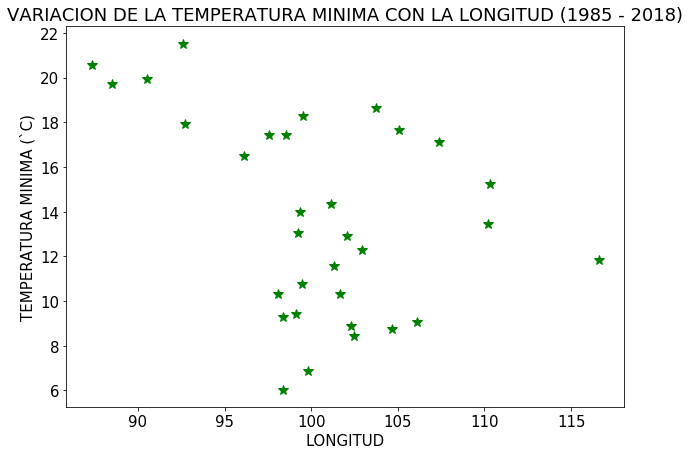 VARIACION DE LA TEMPERATURA MINIMA CON LA LONGITUD (1985 - 2018)
TEMPERATURA MINIMA (`C)
22
20
18
16
14
12
10
8
6
90 95 100 105 110 115
LONGITUD